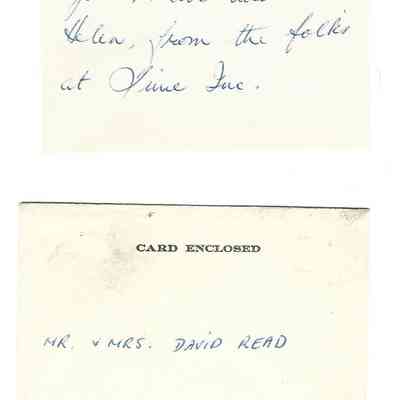 Helen, from the folks
at Time Inc.
CARD ENCLOSED
MR. & MRS. DAVID READ